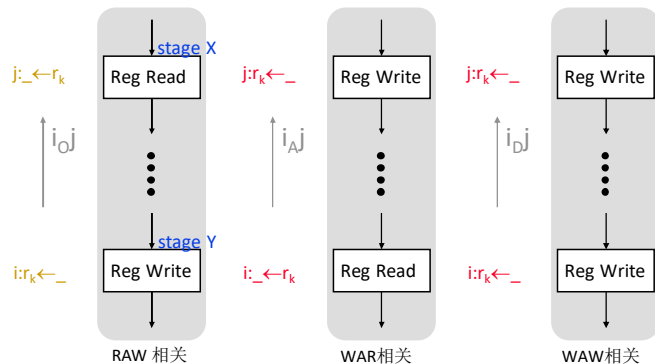 stage X
j:_←rk
Reg Read
j:rk←_
Reg Write
j:rk←_
Reg Write
iOj
iAj
iDj
stage Y
i:rk←_
Reg Write
i:_←rk
Reg Read
i:rk←_
Reg Write
RAW 相关
WAR相关
WAW相关